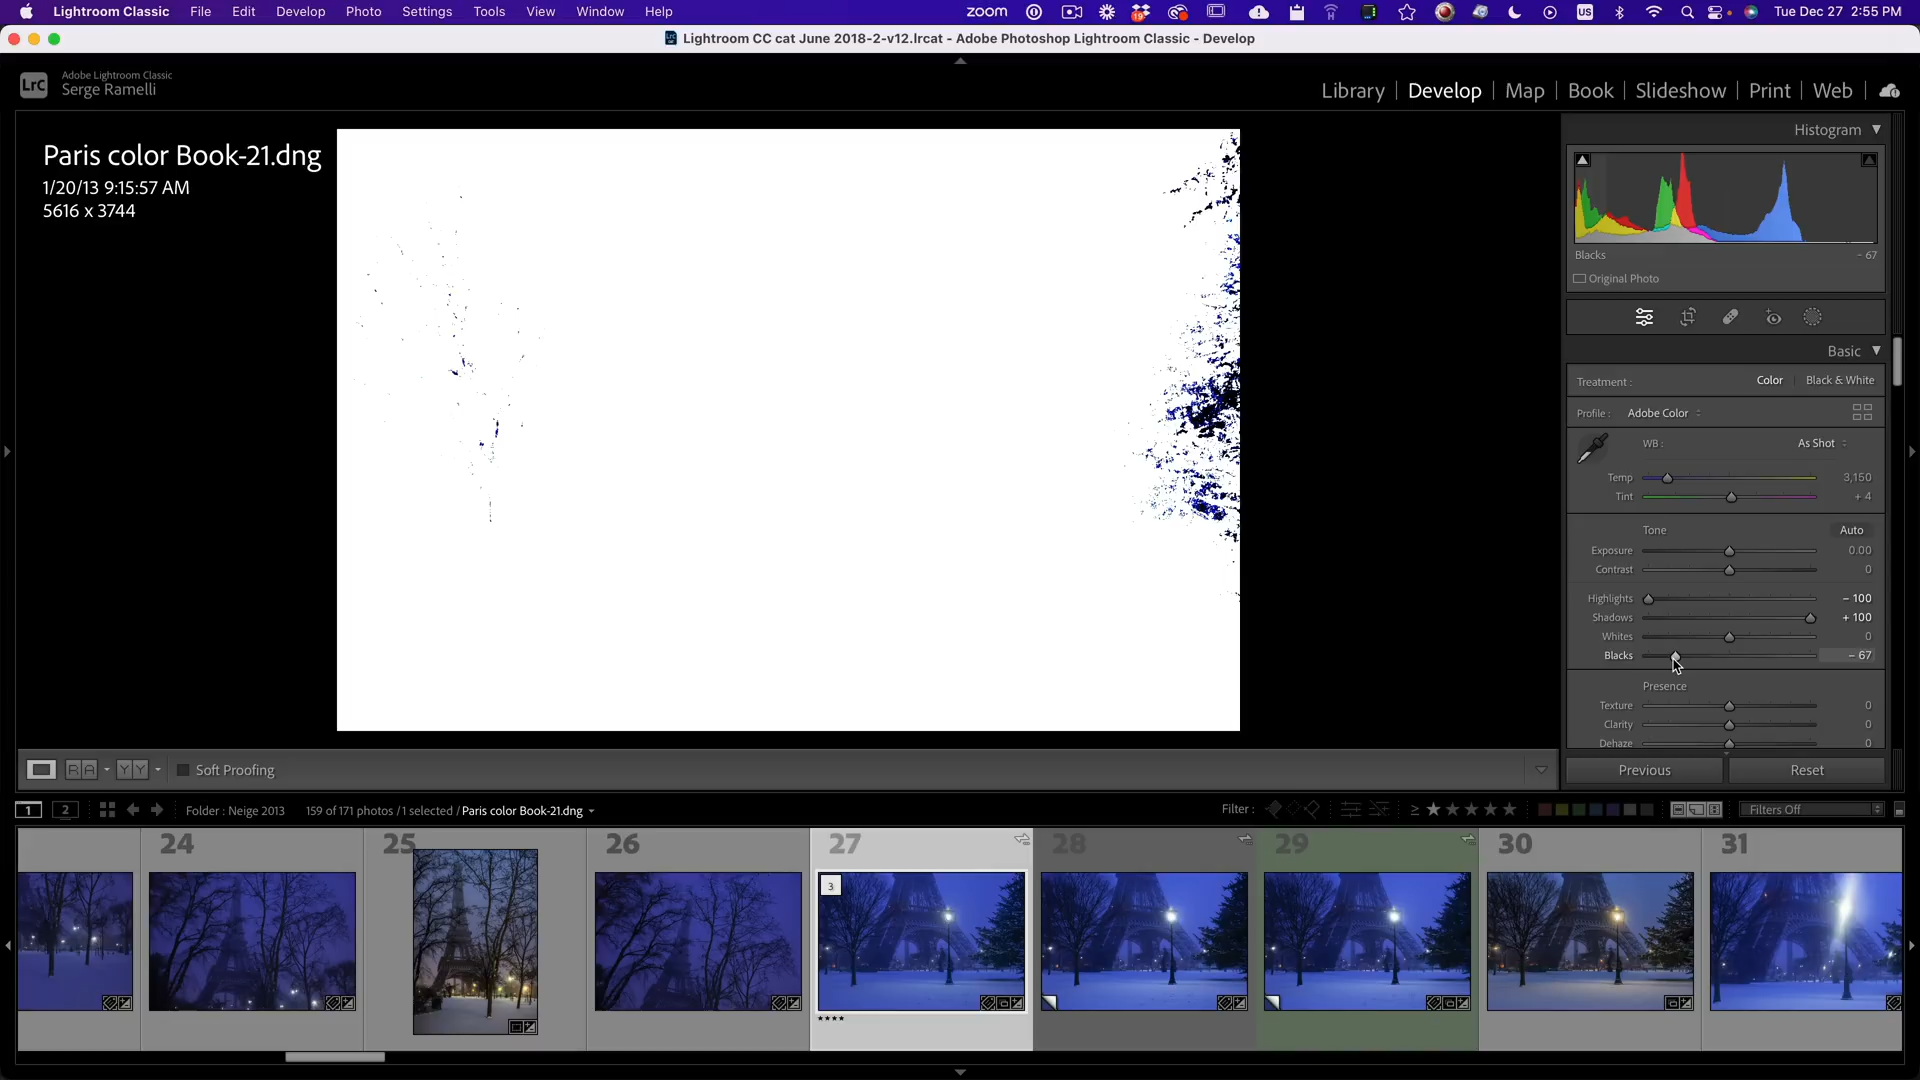 Lightroom Classic File Edit Develop Photo Settings Tools View Window Help zoom 19 US Tue Dec 27 2:55 PM
Lrc Lightroom CC cat June 2018-2-v12.lrcat - Adobe Photoshop Lightroom Classic - Develop
LrC Adobe Lightroom Classic
Serge Ramelli
Library | Develop | Map | Book | Slideshow | Print | Web
Paris color Book-21.dng
1/20/13 9:15:57 AM
5616 x 3744
Histogram
Blacks - 67
Original Photo
Basic
Treatment : Color Black & White
Profile : Adobe Color
WB : As Shot
Temp 3,150
Tint + 4
Tone Auto
Exposure 0.00
Contrast 0
Highlights - 100
Shadows + 100
Whites 0
Blacks - 67
Presence
Texture 0
Clarity 0
Dehaze 0
R A Y Y Soft Proofing
Previous Reset
1 2 Folder : Neige 2013 159 of 171 photos / 1 selected / Paris color Book-21.dng Filter : ≥ ★ ★ ★ ★ ★ Filters Off
24 25 26 27 28 29 30 31
3
★★★★